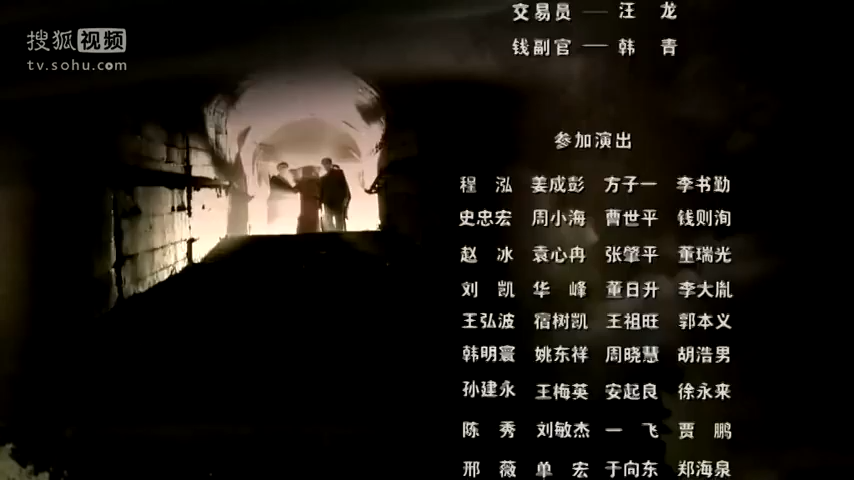 搜狐视频
tv.sohu.com
交易员 — 汪 龙
钱副官 — 韩 青
参加演出
程 泓 姜成彭 方子一 李书勤
史忠宏 周小海 曹世平 钱则洵
赵 冰 袁心冉 张肇平 董瑞光
刘 凯 华 峰 董日升 李大胤
王弘波 宿树凯 王祖旺 郭本义
韩明寰 姚东祥 周晓慧 胡浩男
孙建永 王梅英 安起良 徐永来
陈 秀 刘敏杰 一 飞 贾 鹏
邢 薇 单 宏 于向东 郑海泉